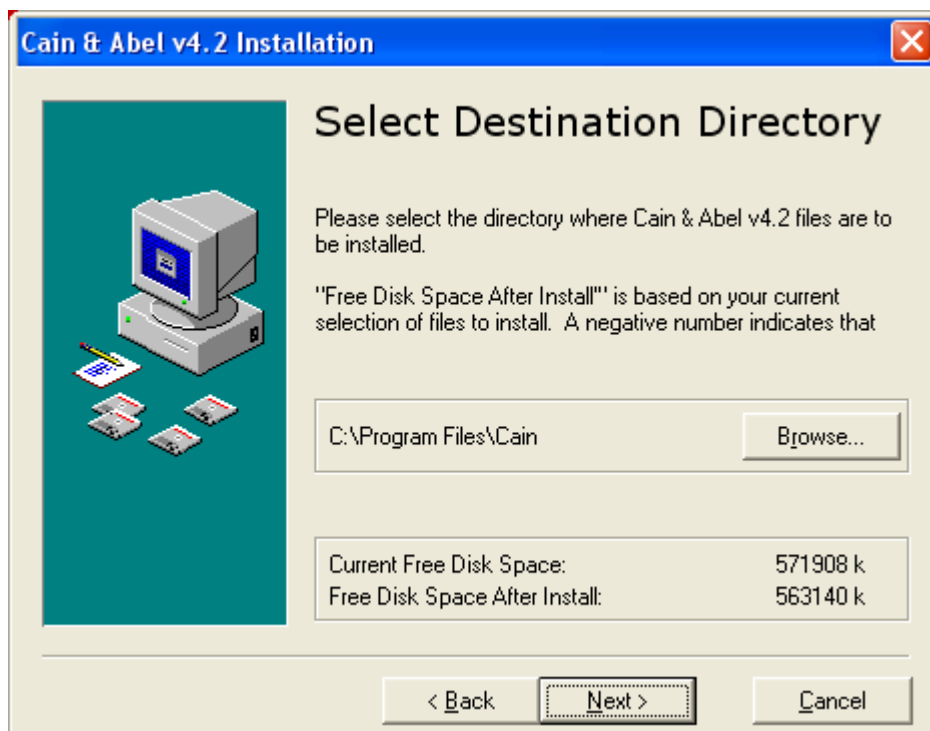 Cain & Abel v4.2 Installation
Select Destination Directory
Please select the directory where Cain & Abel v4.2 files are to
be installed.
"Free Disk Space After Install"' is based on your current
selection of files to install. A negative number indicates that
C:\Program Files\Cain
Browse...
Current Free Disk Space: 571908 k
Free Disk Space After Install: 563140 k
< Back Next > Cancel